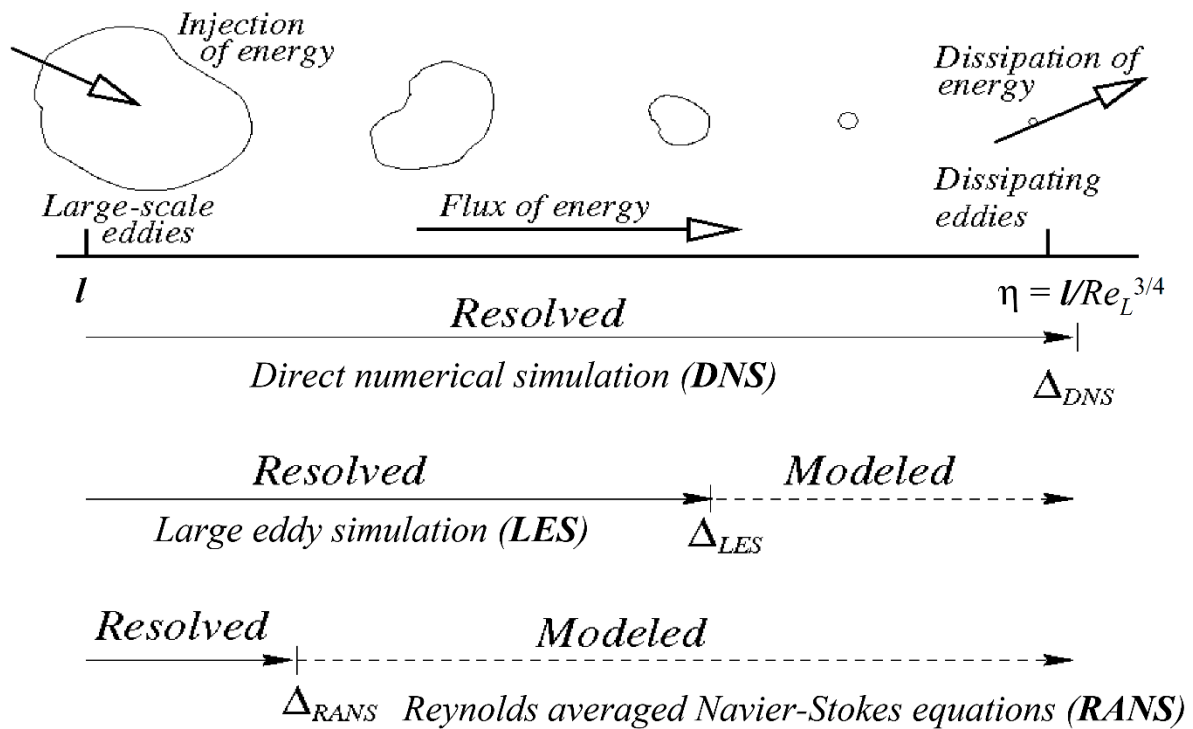 Injection
of energy
Dissipation of
energy
Large-scale
eddies
Flux of energy
Dissipating
eddies
l
η = l/Re_L^3/4
Resolved
Direct numerical simulation (DNS)
Δ_DNS
Resolved
Modeled
Large eddy simulation (LES)
Δ_LES
Resolved
Modeled
Δ_RANS
Reynolds averaged Navier-Stokes equations (RANS)